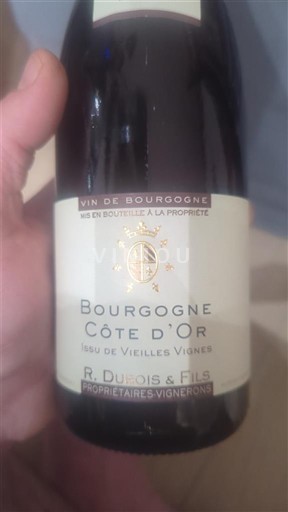 VIN DE BOURGOGNE
MIS EN BOUTEILLE À LA PROPRIÉTÉ
BOURGOGNE
CÔTE D'OR
ISSU DE VIEILLES VIGNES
R. DUBOIS & FILS
PROPRIÉTAIRES-VIGNERONS